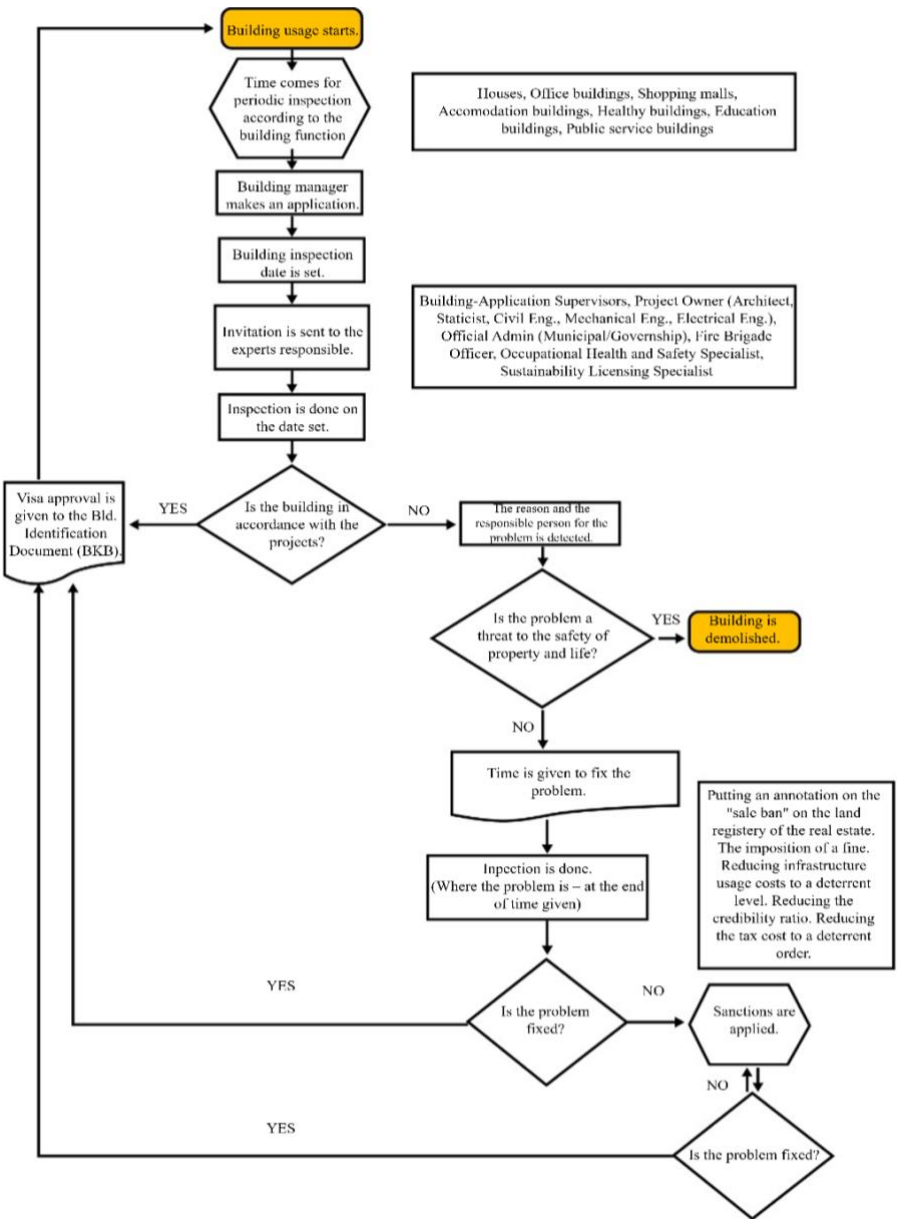 Building usage starts.
Time comes for
periodic inspection
according to the
building function
Houses, Office buildings, Shopping malls,
Accomodation buildings, Healthy buildings, Education
buildings, Public service buildings
Building manager
makes an application.
Building inspection
date is set.
Invitation is sent to the
experts responsible.
Building-Application Supervisors, Project Owner (Architect,
Staticist, Civil Eng., Mechanical Eng., Electrical Eng.),
Official Admin (Municipal/Governship), Fire Brigade
Officer, Occupational Health and Safety Specialist,
Sustainability Licensing Specialist
Inspection is done on
the date set.
Visa approval is
given to the Bld.
Identification
Document (BKB).
YES
Is the building in
accordance with the
projects?
NO
The reason and the
responsible person for the
problem is detected.
Is the problem a
threat to the safety of
property and life?
YES
Building is
demolished.
NO
Time is given to fix the
problem.
Putting an annotation on the
"sale ban" on the land
registery of the real estate.
The imposition of a fine.
Reducing infrastructure
usage costs to a deterrent
level. Reducing the
credibility ratio. Reducing
the tax cost to a deterrent
order.
Inpection is done.
(Where the problem is – at the end
of time given)
YES
Is the problem
fixed?
NO
Sanctions are
applied.
NO
YES
Is the problem fixed?